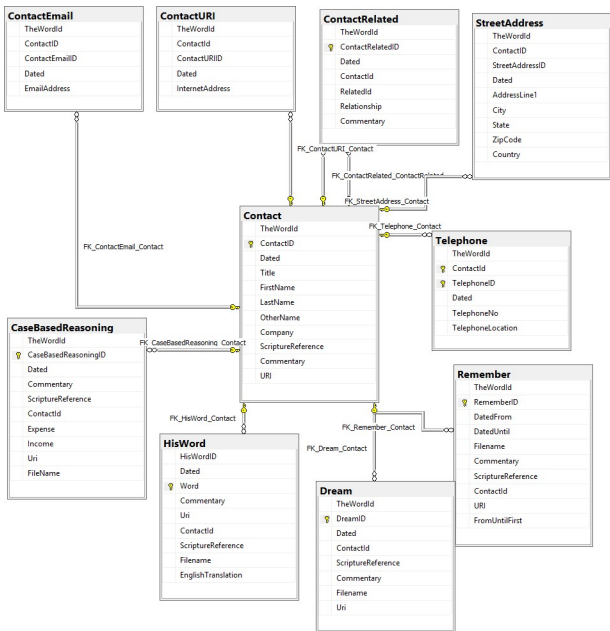 ContactEmail
TheWordId
ContactID
ContactEmailID
Dated
EmailAddress
ContactURI
TheWordId
ContactId
ContactURIID
Dated
InternetAddress
ContactRelated
TheWordId
ContactRelatedID
Dated
ContactId
RelatedId
Relationship
Commentary
StreetAddress
TheWordId
ContactID
StreetAddressID
Dated
AddressLine1
City
State
ZipCode
Country
FK_ContactURI_Contact
FK_ContactRelated_ContactRelated
FK_StreetAddress_Contact
FK_Telephone_Contact
FK_ContactEmail_Contact
Contact
TheWordId
ContactID
Dated
Title
FirstName
LastName
OtherName
Company
ScriptureReference
Commentary
URI
Telephone
TheWordId
ContactId
TelephoneID
Dated
TelephoneNo
TelephoneLocation
CaseBasedReasoning
TheWordId
CaseBasedReasoningID
Dated
Commentary
ScriptureReference
ContactId
Expense
Income
Uri
FileName
FK_CaseBasedReasoning_Contact
FK_HisWord_Contact
FK_Remember_Contact
FK_Dream_Contact
Remember
TheWordId
RememberID
DatedFrom
DatedUntil
Filename
Commentary
ScriptureReference
ContactId
URI
FromUntilFirst
HisWord
HisWordID
Dated
Word
Commentary
Uri
ContactId
ScriptureReference
Filename
EnglishTranslation
Dream
TheWordId
DreamID
Dated
ContactId
ScriptureReference
Commentary
Filename
Uri